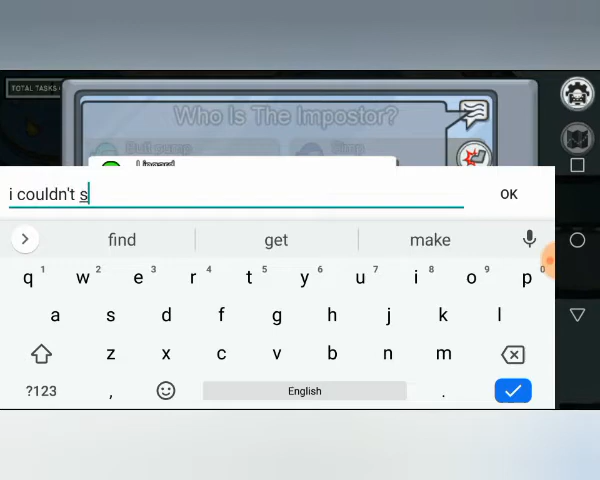 TOTAL TASKS
Who Is The Impostor?
i couldn't s
OK
find get make
q 1 w 2 e 3 r 4 t 5 y 6 u 7 i 8 o 9 p 0
a s d f g h j k l
z x c v b n m
?123 , English .